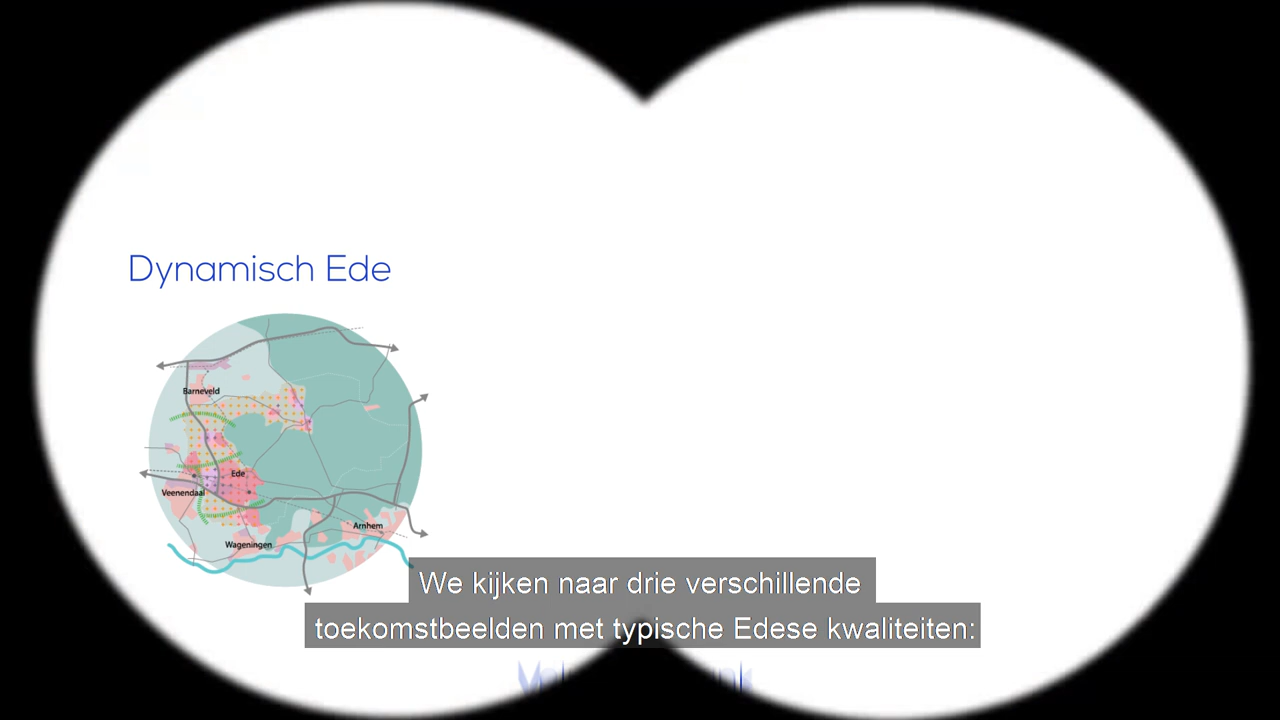 Dynamisch Ede
Barneveld
Ede
Veenendaal
Arnhem
Wageningen
We kijken naar drie verschillende
toekomstbeelden met typische Edese kwaliteiten: